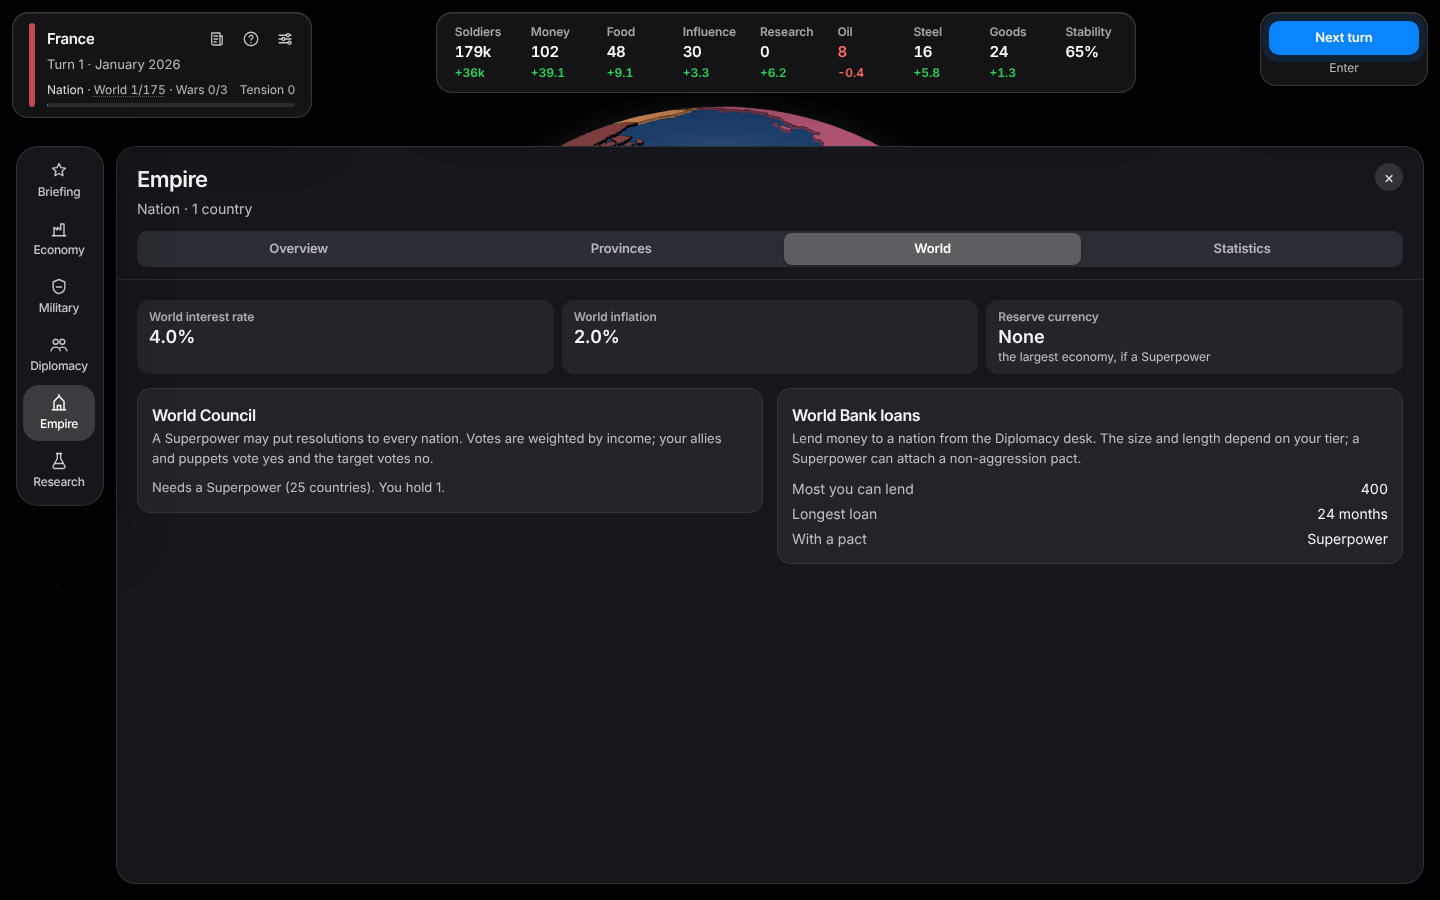 France
Turn 1 · January 2026
Nation · World 1/175 · Wars 0/3 Tension 0
Soldiers Money Food Influence Research Oil Steel Goods Stability
179k 102 48 30 0 8 16 24 65%
+36k +39.1 +9.1 +3.3 +6.2 -0.4 +5.8 +1.3
Next turn
Enter
Briefing
Economy
Military
Diplomacy
Empire
Research
Empire
Nation · 1 country
Overview Provinces World Statistics
World interest rate
4.0%
World inflation
2.0%
Reserve currency
None
the largest economy, if a Superpower
World Council
A Superpower may put resolutions to every nation. Votes are weighted by income; your allies
and puppets vote yes and the target votes no.
Needs a Superpower (25 countries). You hold 1.
World Bank loans
Lend money to a nation from the Diplomacy desk. The size and length depend on your tier; a
Superpower can attach a non-aggression pact.
Most you can lend 400
Longest loan 24 months
With a pact Superpower